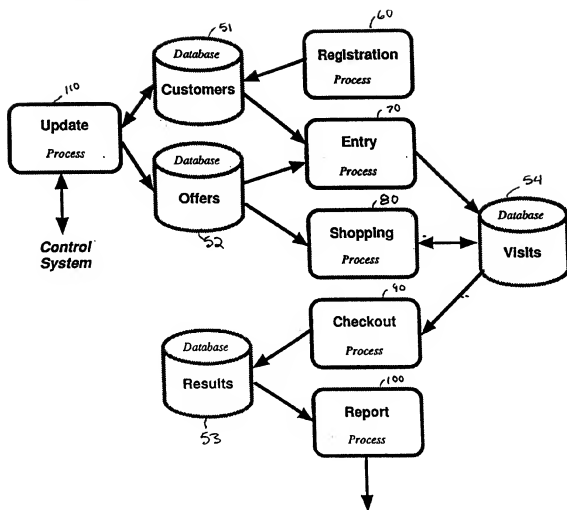 51
Database
Customers
60
Registration
Process
110
Update
Process
70
Entry
Process
Database
Offers
52
54
Database
Visits
80
Shopping
Process
Control
System
90
Checkout
Process
Database
Results
53
100
Report
Process